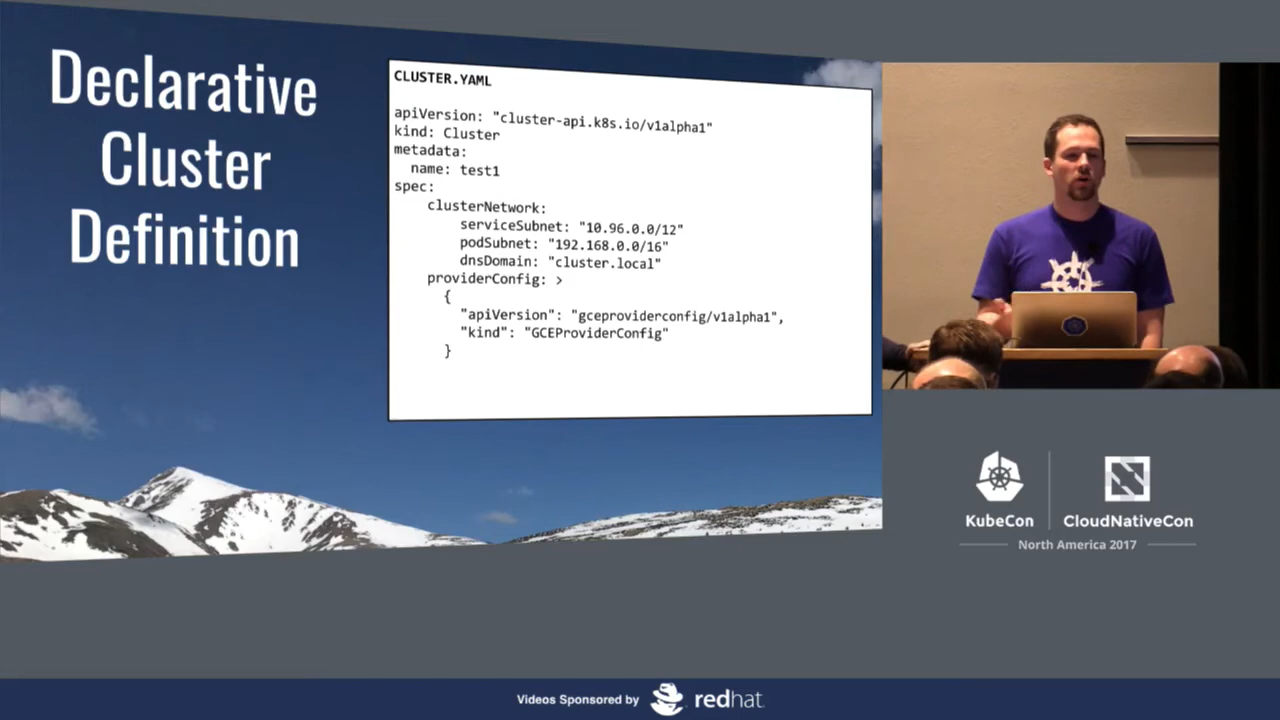 Declarative
Cluster
Definition
CLUSTER.YAML
apiVersion: "cluster-api.k8s.io/v1alpha1"
kind: Cluster
metadata:
  name: test1
spec:
    clusterNetwork:
        serviceSubnet: "10.96.0.0/12"
        podSubnet: "192.168.0.0/16"
        dnsDomain: "cluster.local"
    providerConfig: >
      {
        "apiVersion": "gceproviderconfig/v1alpha1",
        "kind": "GCEProviderConfig"
      }
KubeCon
CloudNativeCon
North America 2017
Videos Sponsored by
redhat.